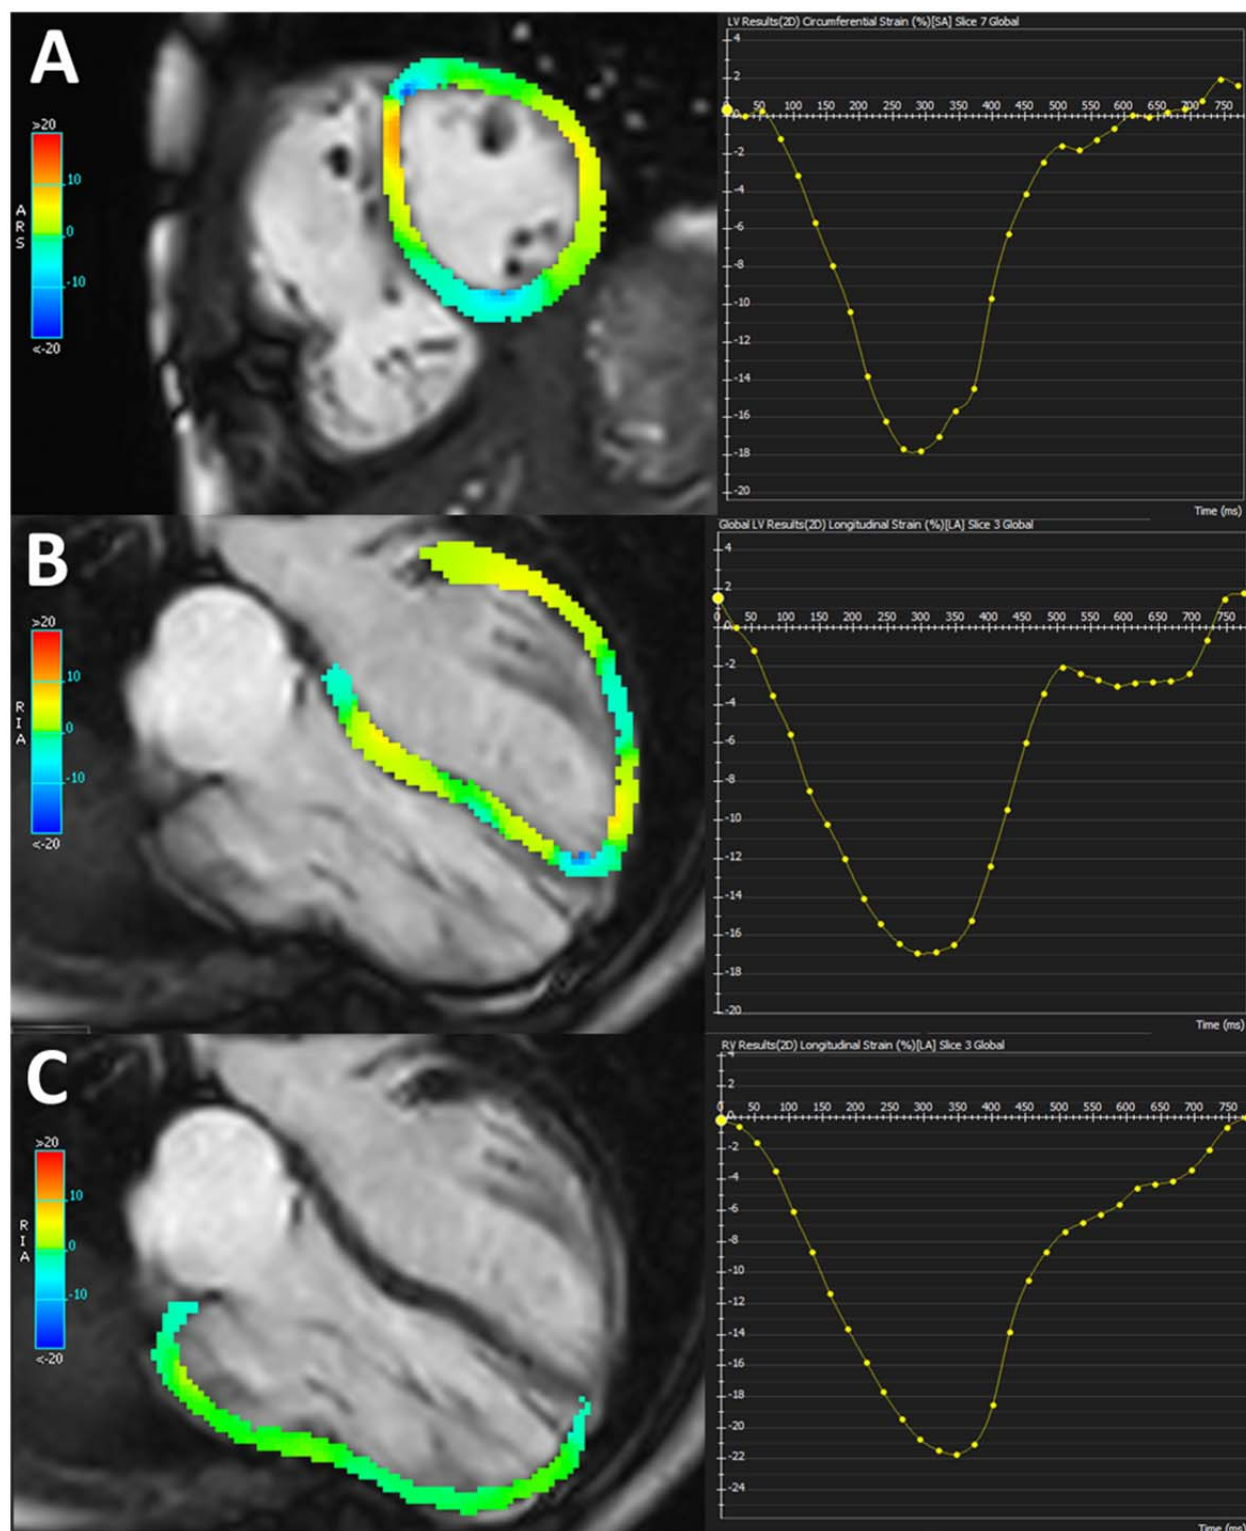 A
LV Results(2D) Circumferential Strain (%)[SA] Slice 7 Global
>20
10
0
-10
<-20
A
R
S
4
2
0 50 100 150 200 250 300 350 400 450 500 550 600 650 700 750
-2
-4
-6
-8
-10
-12
-14
-16
-18
-20
Time (ms)
B
Global LV Results(2D) Longitudinal Strain (%)[LA] Slice 3 Global
>20
10
0
-10
<-20
R
I
A
4
2
0 50 100 150 200 250 300 350 400 450 500 550 600 650 700 750
-2
-4
-6
-8
-10
-12
-14
-16
-18
-20
Time (ms)
C
RV Results(2D) Longitudinal Strain (%)[LA] Slice 3 Global
>20
10
0
-10
<-20
R
I
A
4
2
0 50 100 150 200 250 300 350 400 450 500 550 600 650 700 750
-2
-4
-6
-8
-10
-12
-14
-16
-18
-20
-22
-24
Time (ms)